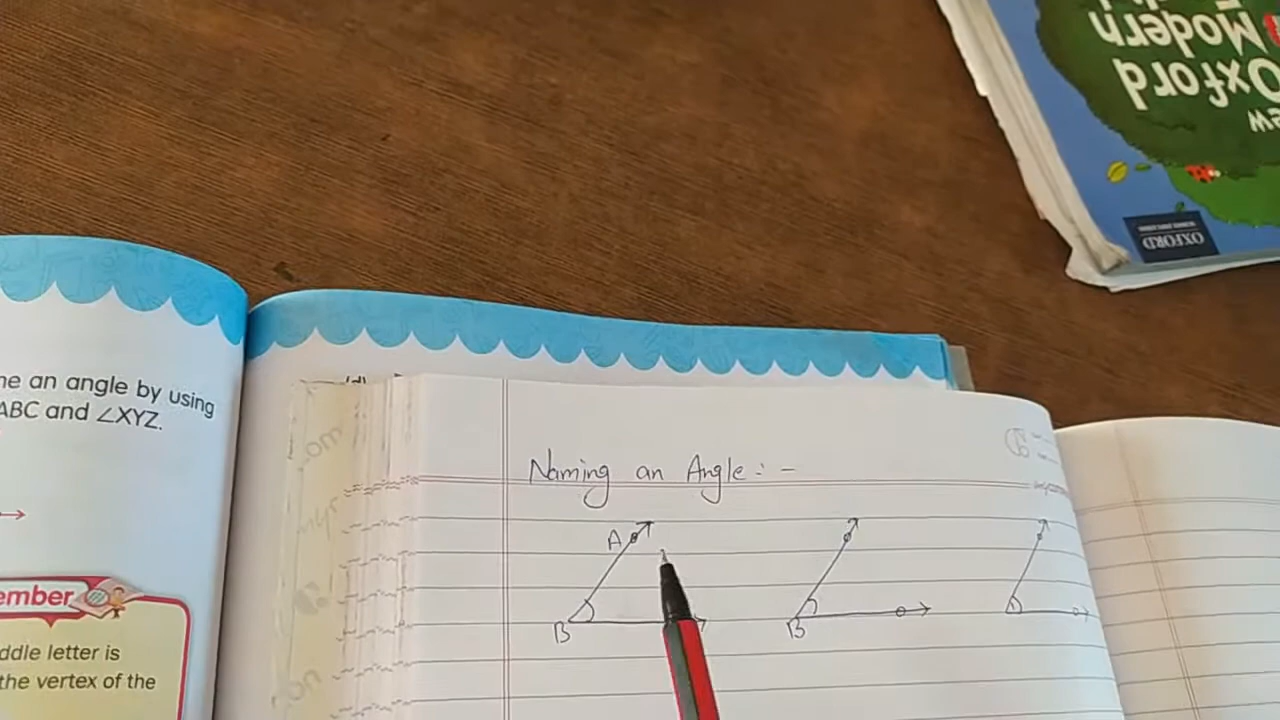 ew
Oxford
Modern
OXFORD
an angle by using
ABC and ∠XYZ.
ember
ddle letter is
the vertex of the
Naming an Angle :-
A
B
B